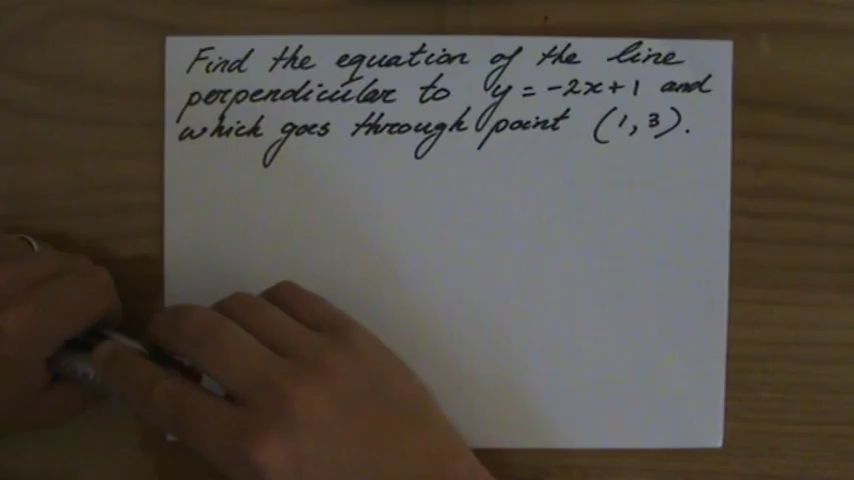 Find the equation of the line
perpendicular to y = -2x+1 and
which goes through point (1, 3).